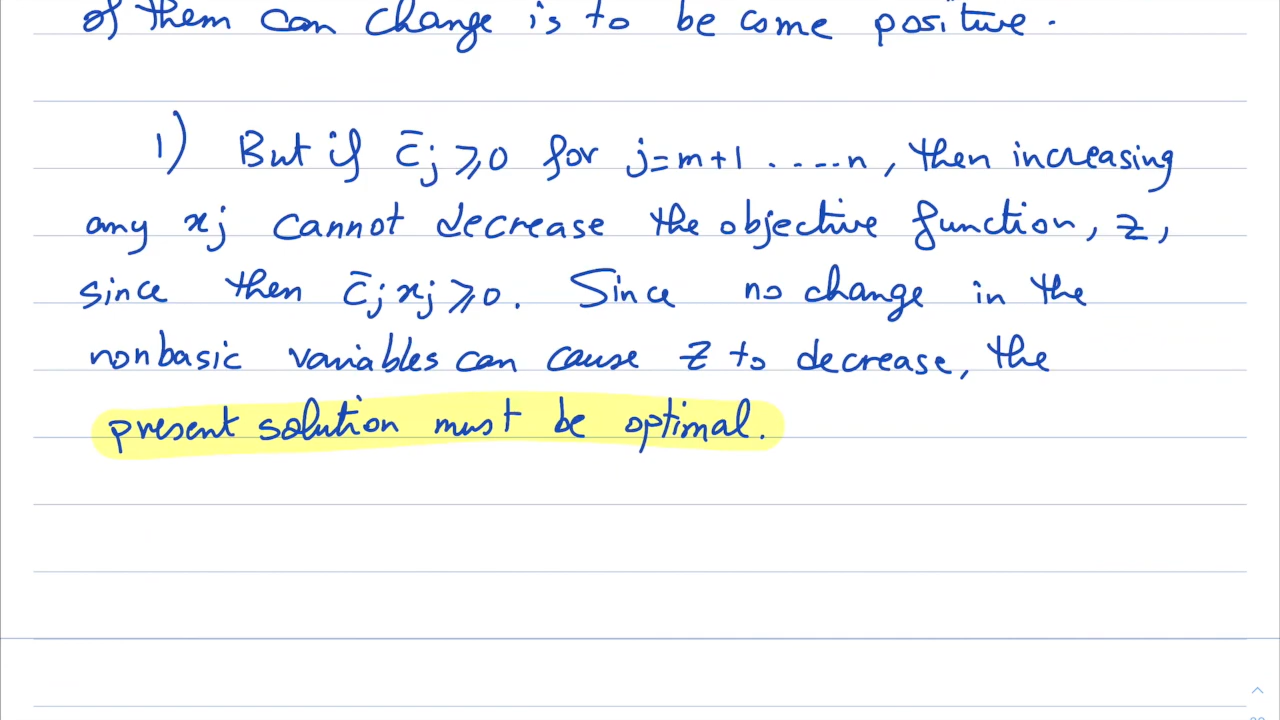 of them can change is to be come positive.
1) But if c̄j ⩾ 0 for j=m+1 .....n, then increasing
any xj cannot decrease the objective function, z,
since then c̄j xj ⩾ 0. Since no change in the
nonbasic variables can cause z to decrease, the
present solution must be optimal.